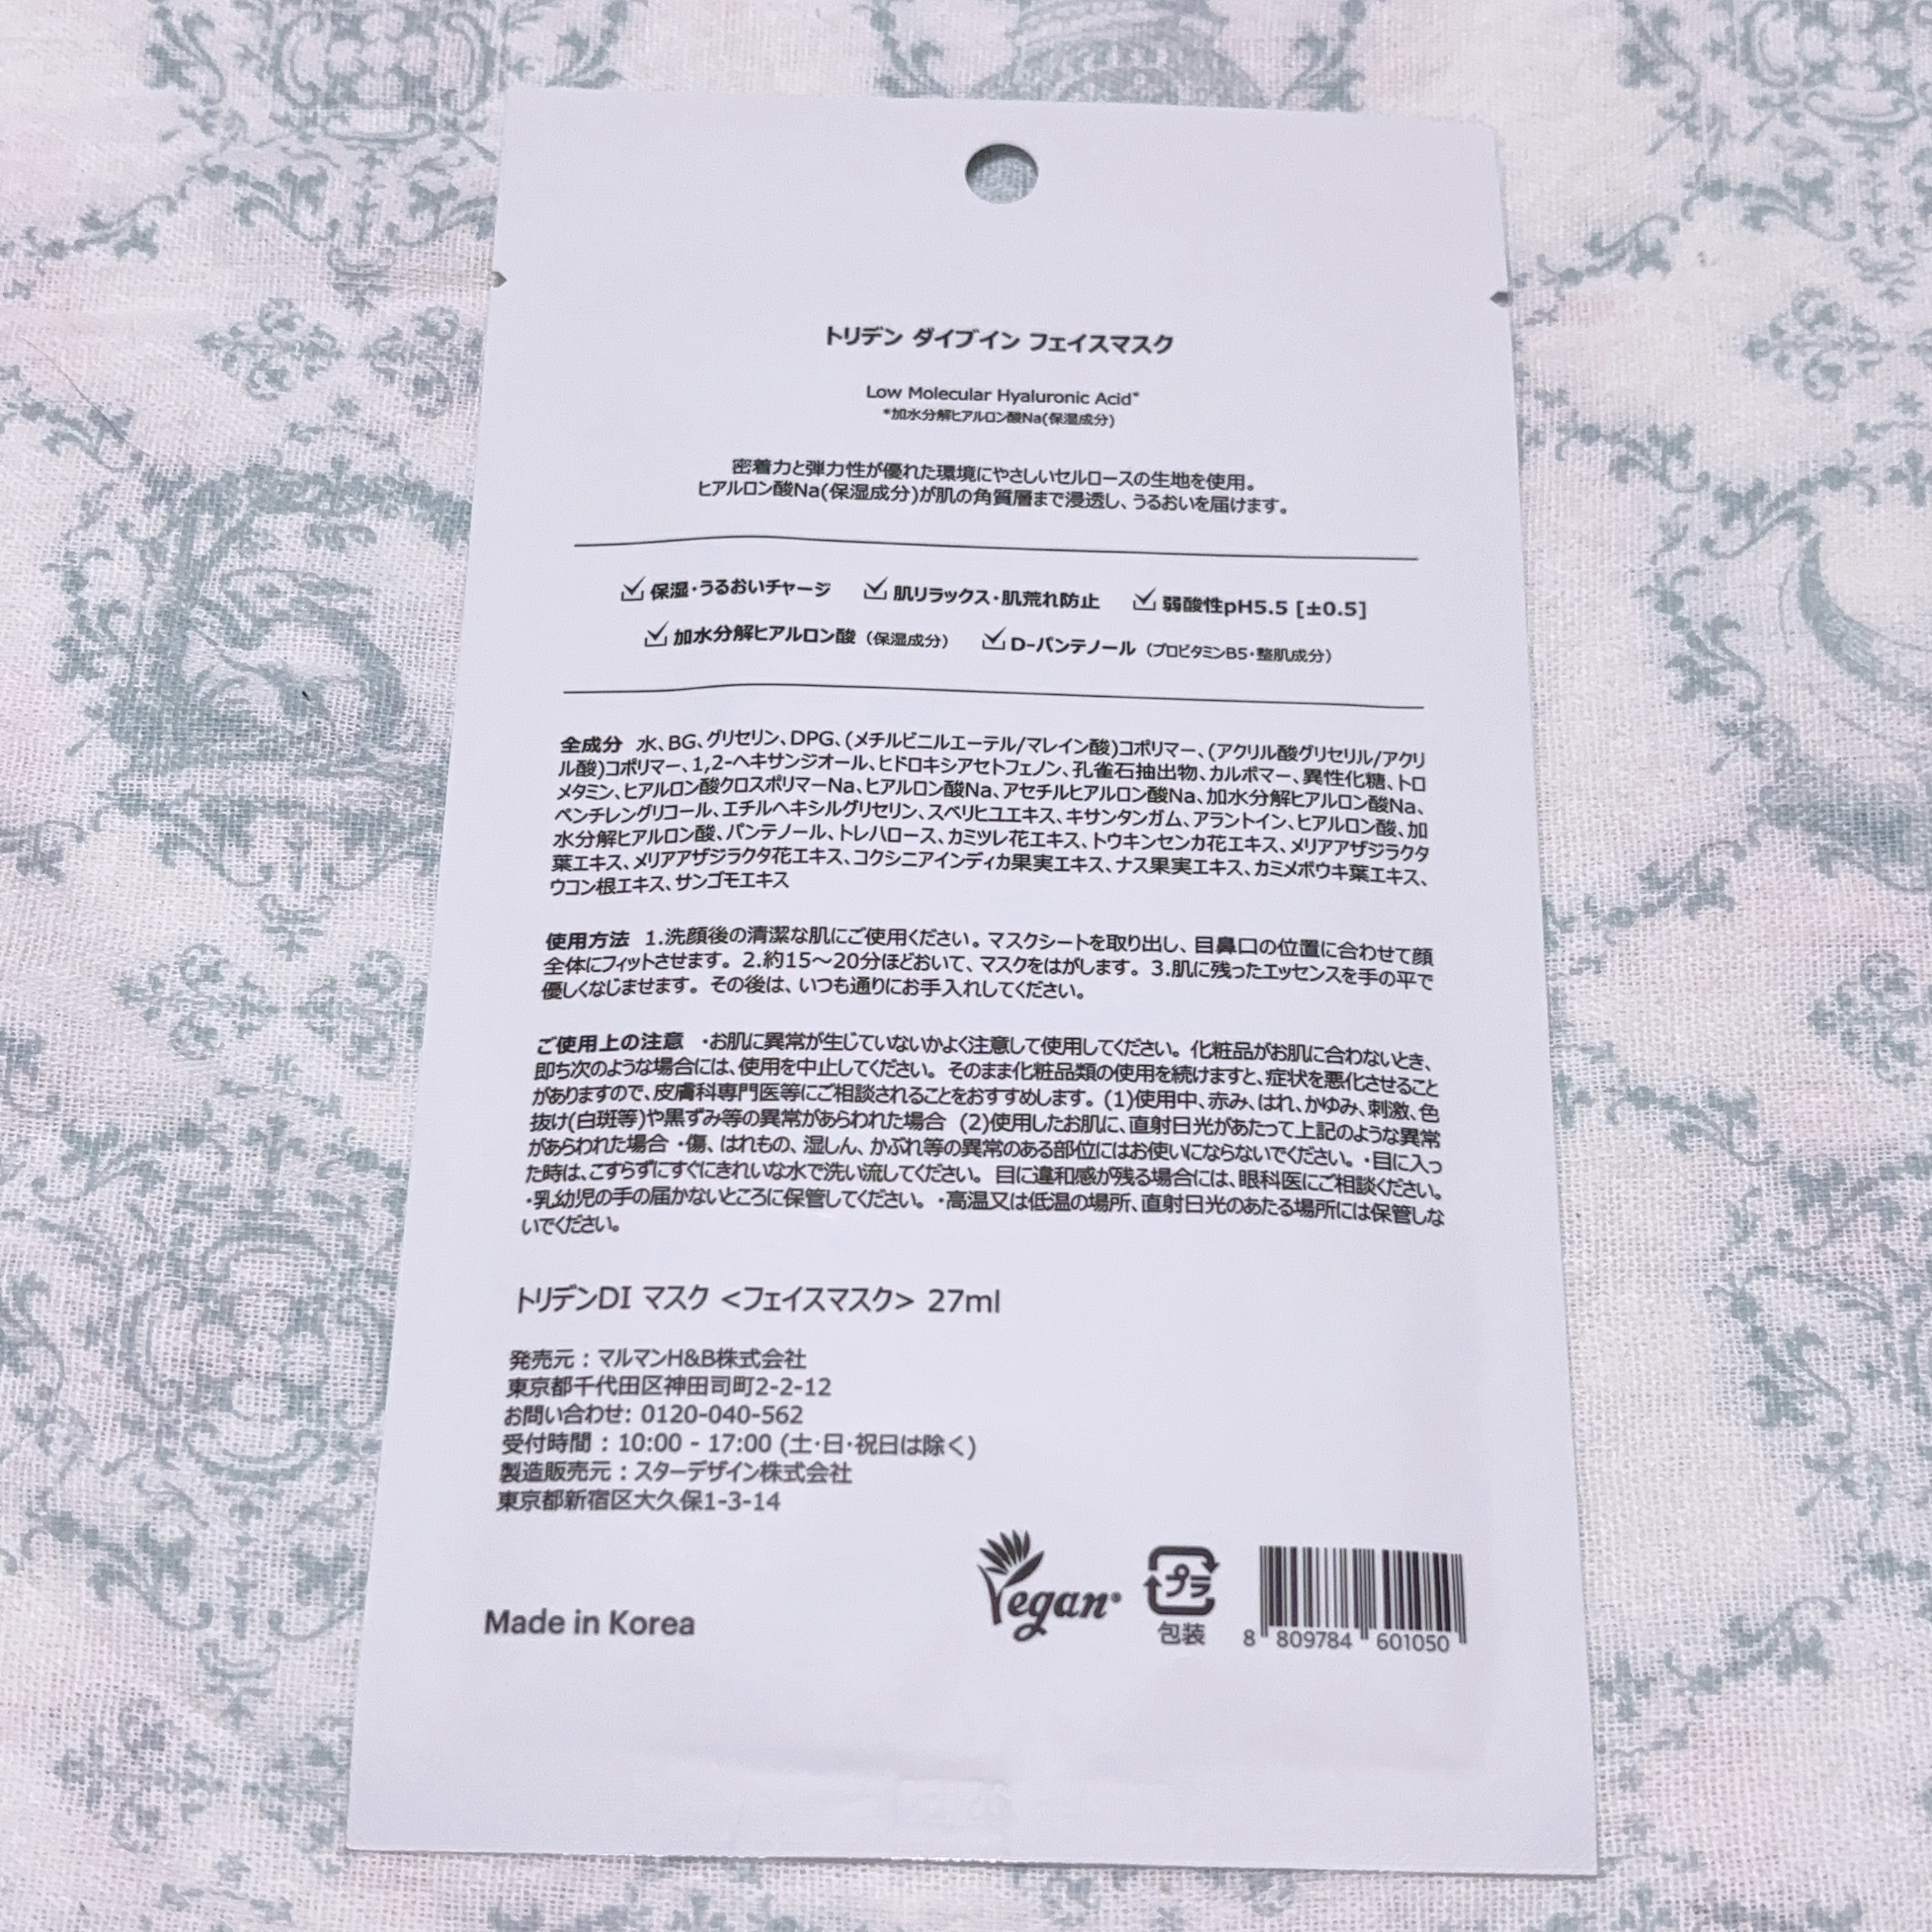 トリデン ダイブイン フェイスマスク
Low Molecular Hyaluronic Acid*
*加水分解ヒアルロン酸Na(保湿成分)
密着力と弾力性が優れた環境にやさしいセルロースの生地を使用。
ヒアルロン酸Na(保湿成分)が肌の角質層まで浸透し、うるおいを届けます。
保湿・うるおいチャージ 肌リラックス・肌荒れ防止 弱酸性pH5.5 [±0.5]
加水分解ヒアルロン酸 (保湿成分) D-パンテノール (プロビタミンB5・整肌成分)
全成分 水、BG、グリセリン、DPG、(メチルビニルエーテル/マレイン酸)コポリマー、(アクリル酸グリセリル/アクリ
ル酸)コポリマー、1,2-ヘキサンジオール、ヒドロキシアセトフェノン、孔雀石抽出物、カルボマー、異性化糖、トロ
メタミン、ヒアルロン酸クロスポリマーNa、ヒアルロン酸Na、アセチルヒアルロン酸Na、加水分解ヒアルロン酸Na、
ペンチレングリコール、エチルヘキシルグリセリン、スベリヒユエキス、キサンタンガム、アラントイン、ヒアルロン酸、加
水分解ヒアルロン酸、パンテノール、トレハロース、カミツレ花エキス、トウキンセンカ花エキス、メリアアザジラクタ
葉エキス、メリアアザジラクタ花エキス、コクシニアインディカ果実エキス、ナス果実エキス、カミメボウキ葉エキス、
ウコン根エキス、サンゴモエキス
使用方法 1.洗顔後の清潔な肌にご使用ください。マスクシートを取り出し、目鼻口の位置に合わせて顔
全体にフィットさせます。2.約15～20分ほどおいて、マスクをはがします。3.肌に残ったエッセンスを手の平で
優しくなじませます。その後は、いつも通りにお手入れしてください。
ご使用上の注意 ・お肌に異常が生じていないかよく注意して使用してください。化粧品がお肌に合わないとき、
即ち次のような場合には、使用を中止してください。そのまま化粧品類の使用を続けますと、症状を悪化させること
がありますので、皮膚科専門医等にご相談されることをおすすめします。(1)使用中、赤み、はれ、かゆみ、刺激、色
抜け(白斑等)や黒ずみ等の異常があらわれた場合 (2)使用したお肌に、直射日光があたって上記のような異常
があらわれた場合 ・傷、はれもの、湿しん、かぶれ等の異常のある部位にはお使いにならないでください。・目に入っ
た時は、こすらずにすぐにきれいな水で洗い流してください。目に違和感が残る場合には、眼科医にご相談ください。
・乳幼児の手の届かないところに保管してください。・高温又は低温の場所、直射日光のあたる場所には保管しな
いでください。
トリデンDI マスク <フェイスマスク> 27ml
発売元：マルマンH&B株式会社
東京都千代田区神田司町2-2-12
お問い合わせ: 0120-040-562
受付時間：10:00 - 17:00 (土・日・祝日は除く)
製造販売元：スターデザイン株式会社
東京都新宿区大久保1-3-14
Made in Korea
Vegan®
プラ
包装
8 809784 601050